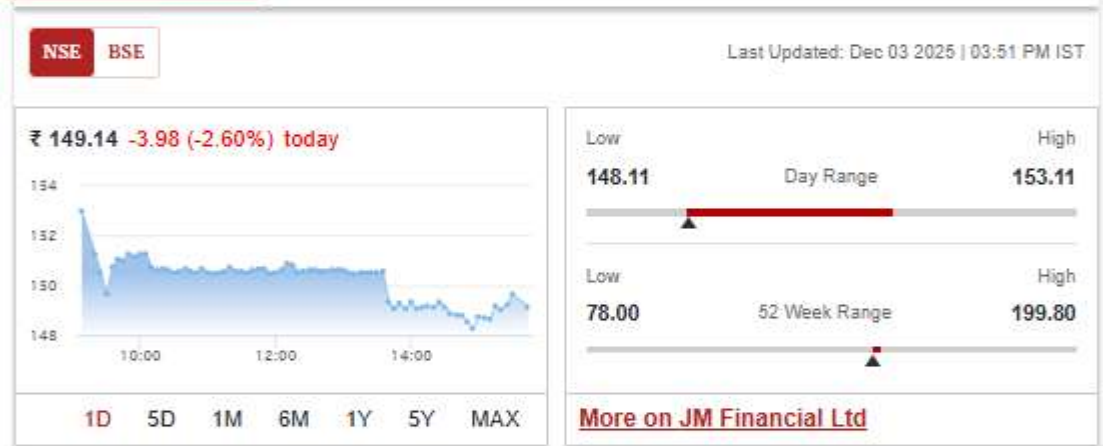 NSE BSE
Last Updated: Dec 03 2025 | 03:51 PM IST
₹ 149.14 -3.98 (-2.60%) today
154
152
150
148
10:00 12:00 14:00
1D 5D 1M 6M 1Y 5Y MAX
Low High
148.11 Day Range 153.11
Low High
78.00 52 Week Range 199.80
More on JM Financial Ltd